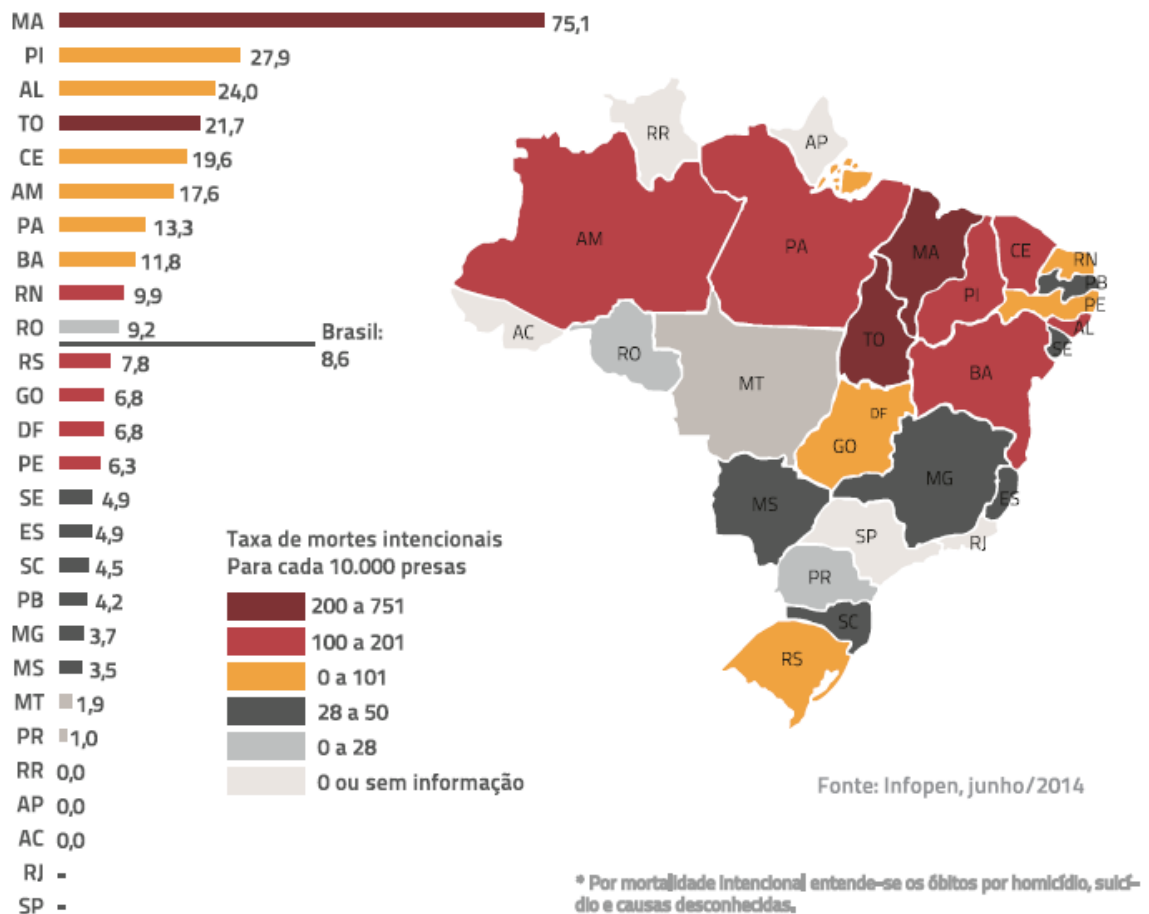 MA 75,1
PI 27,9
AL 24,0
TO 21,7
CE 19,6
AM 17,6
PA 13,3
BA 11,8
RN 9,9
RO 9,2
Brasil:
8,6
RS 7,8
GO 6,8
DF 6,8
PE 6,3
SE 4,9
ES 4,9
SC 4,5
PB 4,2
MG 3,7
MS 3,5
MT 1,9
PR 1,0
RR 0,0
AP 0,0
AC 0,0
RJ -
SP -
Taxa de mortes intencionais
Para cada 10.000 presas
200 a 751
100 a 201
0 a 101
28 a 50
0 a 28
0 ou sem informação
RR
AP
AM
PA
MA
CE
RN
PB
PI
PE
AL
AC
TO
SE
RO
BA
MT
DF
GO
MG
MS
ES
SP
RJ
PR
SC
RS
Fonte: Infopen, junho/2014
* Por mortalidade intencional entende-se os óbitos por homicídio, suicí-
dio e causas desconhecidas.